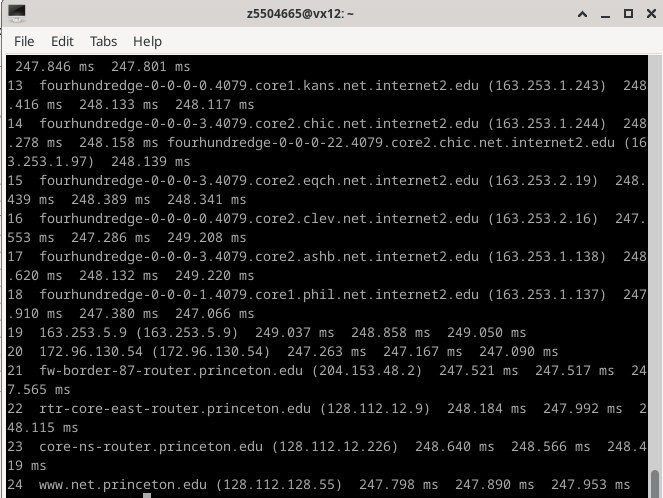 z5504665@vx12: ~
File Edit Tabs Help
 247.846 ms  247.801 ms
13  fourhundredge-0-0-0-0.4079.core1.kans.net.internet2.edu (163.253.1.243)  248
.416 ms  248.133 ms  248.117 ms
14  fourhundredge-0-0-0-3.4079.core2.chic.net.internet2.edu (163.253.1.244)  248
.278 ms  248.158 ms fourhundredge-0-0-0-22.4079.core2.chic.net.internet2.edu (16
3.253.1.97)  248.139 ms
15  fourhundredge-0-0-0-3.4079.core2.eqch.net.internet2.edu (163.253.2.19)  248.
439 ms  248.389 ms  248.341 ms
16  fourhundredge-0-0-0-0.4079.core2.clev.net.internet2.edu (163.253.2.16)  247.
553 ms  247.286 ms  249.208 ms
17  fourhundredge-0-0-0-3.4079.core2.ashb.net.internet2.edu (163.253.1.138)  248
.620 ms  248.132 ms  249.220 ms
18  fourhundredge-0-0-0-1.4079.core1.phil.net.internet2.edu (163.253.1.137)  247
.910 ms  247.380 ms  247.066 ms
19  163.253.5.9 (163.253.5.9)  249.037 ms  248.858 ms  249.050 ms
20  172.96.130.54 (172.96.130.54)  247.263 ms  247.167 ms  247.090 ms
21  fw-border-87-router.princeton.edu (204.153.48.2)  247.521 ms  247.517 ms  24
7.565 ms
22  rtr-core-east-router.princeton.edu (128.112.12.9)  248.184 ms  247.992 ms  2
48.115 ms
23  core-ns-router.princeton.edu (128.112.12.226)  248.640 ms  248.566 ms  248.4
19 ms
24  www.net.princeton.edu (128.112.128.55)  247.798 ms  247.890 ms  247.953 ms